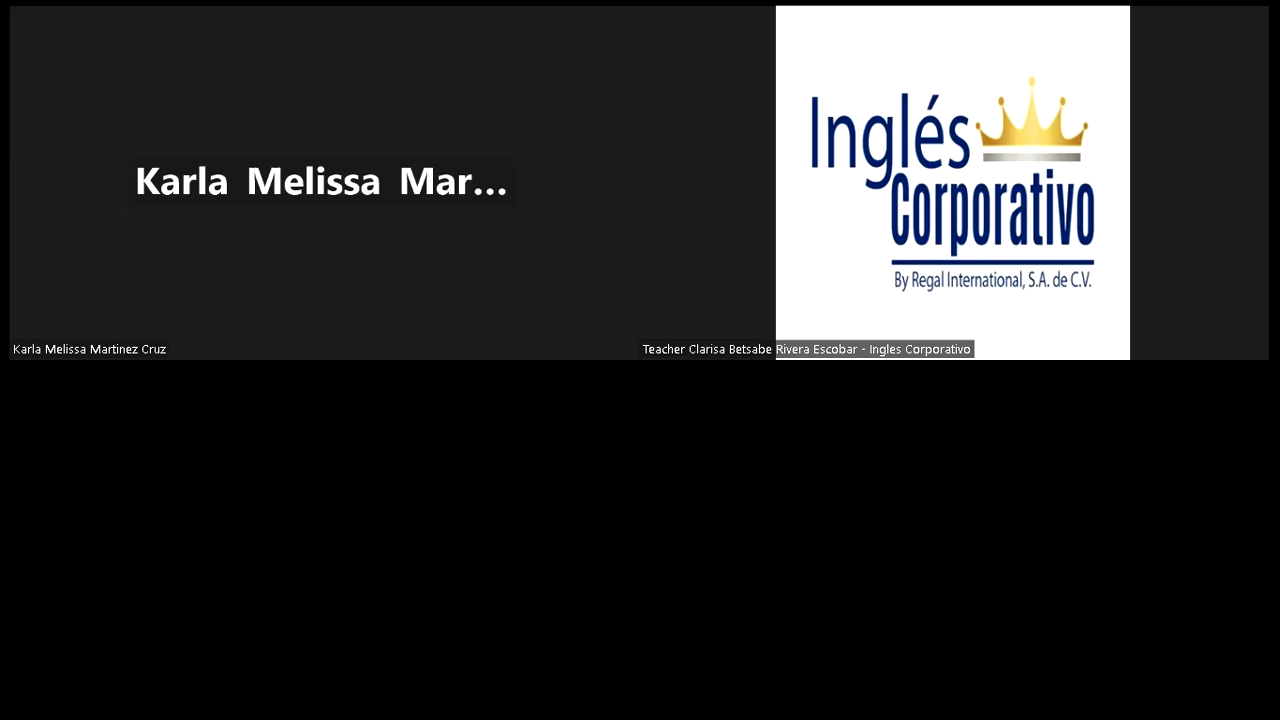 Karla Melissa Mar...
Inglés
Corporativo
By Regal International, S.A. de C.V.
Karla Melissa Martinez Cruz
Teacher Clarisa Betsabe Rivera Escobar - Ingles Corporativo